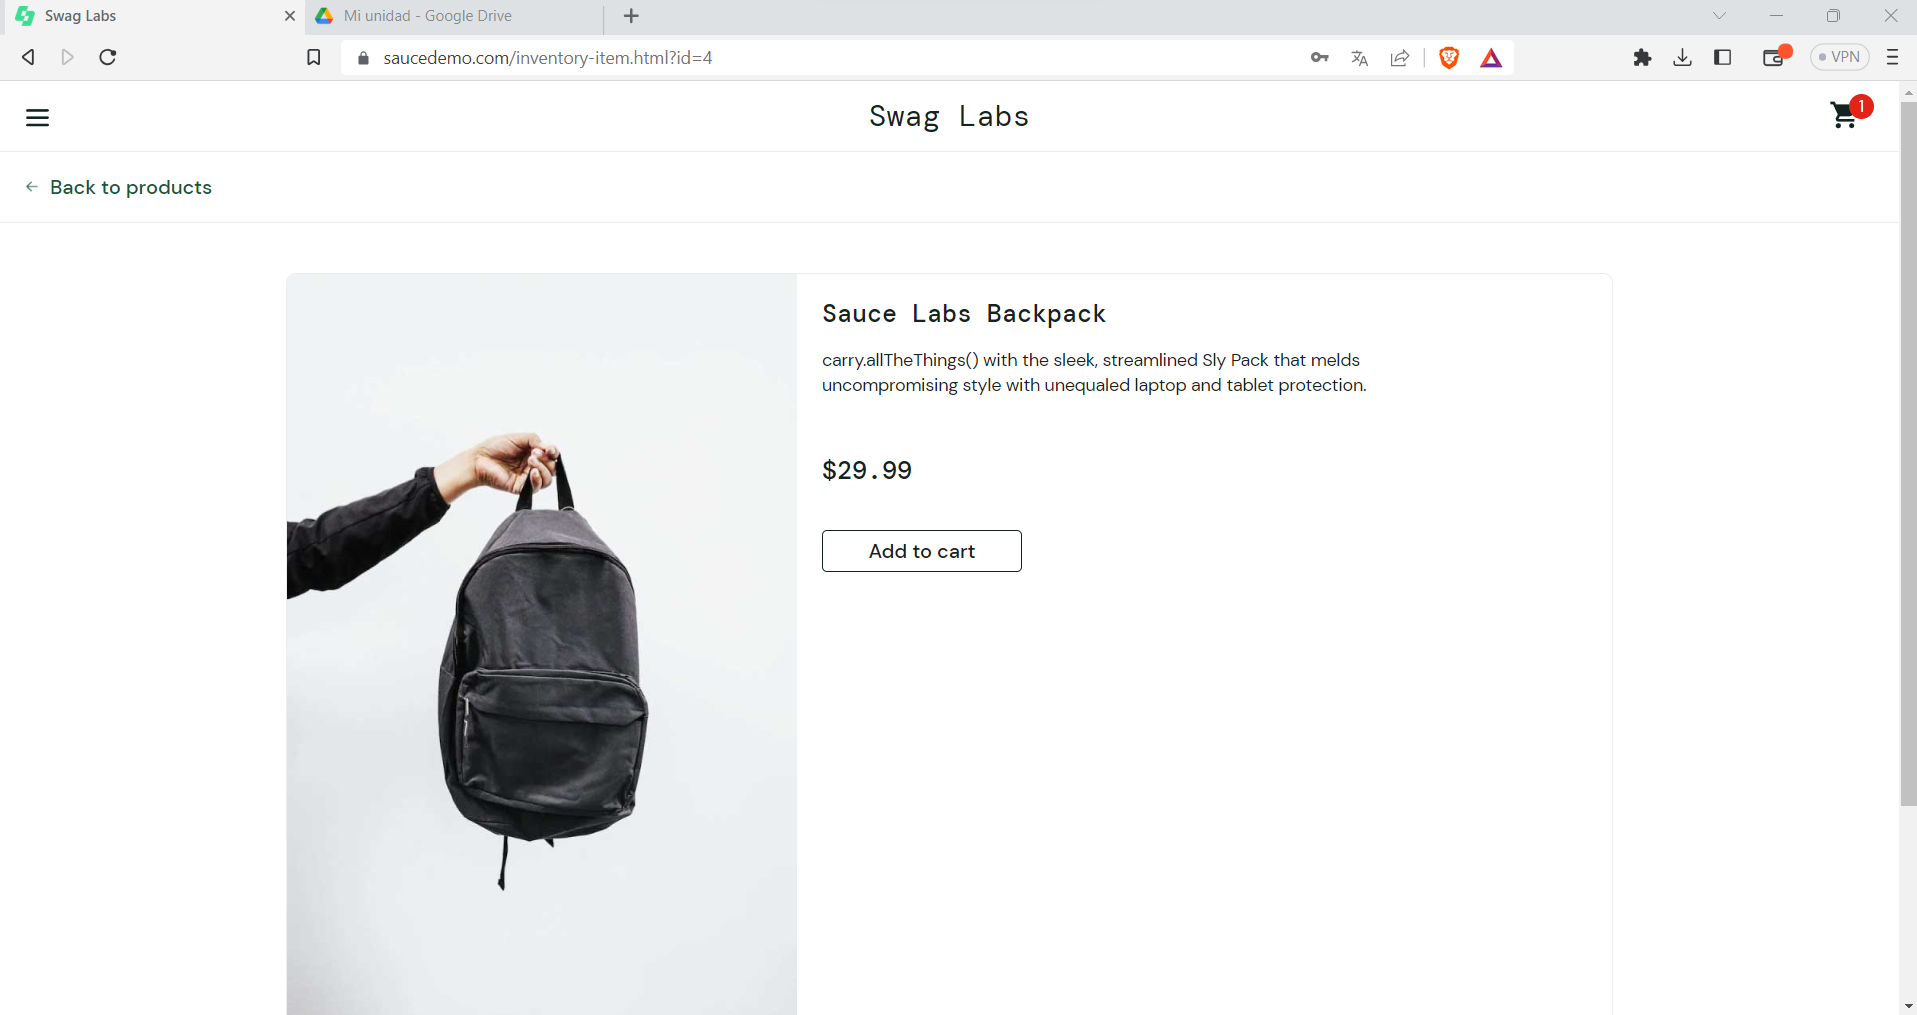 Swag Labs
Mi unidad - Google Drive
saucedemo.com/inventory-item.html?id=4
VPN
Swag Labs
1
Back to products
Sauce Labs Backpack
carry.allTheThings() with the sleek, streamlined Sly Pack that melds
uncompromising style with unequaled laptop and tablet protection.
$29.99
Add to cart